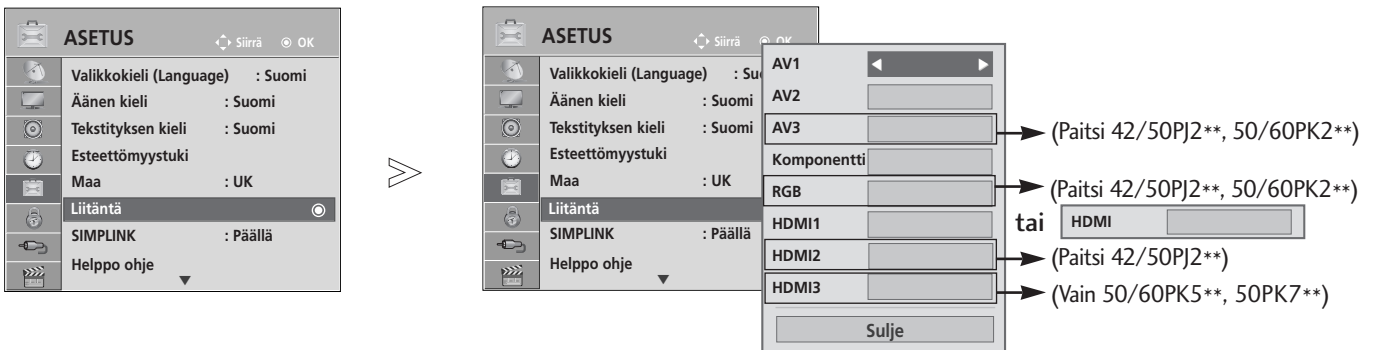 ASETUS
Siirrä OK
Valikkokieli (Language) : Suomi
Äänen kieli : Suomi
Tekstityksen kieli : Suomi
Esteettömyystuki
Maa : UK
Liitäntä
SIMPLINK : Päällä
Helppo ohje
ASETUS
Siirrä OK
Valikkokieli (Language) : Su
Äänen kieli : Suomi
Tekstityksen kieli : Suomi
Esteettömyystuki
Maa : UK
Liitäntä
SIMPLINK : Päällä
Helppo ohje
AV1
AV2
AV3
(Paitsi 42/50PJ2**, 50/60PK2**)
Komponentti
RGB
(Paitsi 42/50PJ2**, 50/60PK2**)
HDMI1
tai HDMI
HDMI2
(Paitsi 42/50PJ2**)
HDMI3
(Vain 50/60PK5**, 50PK7**)
Sulje